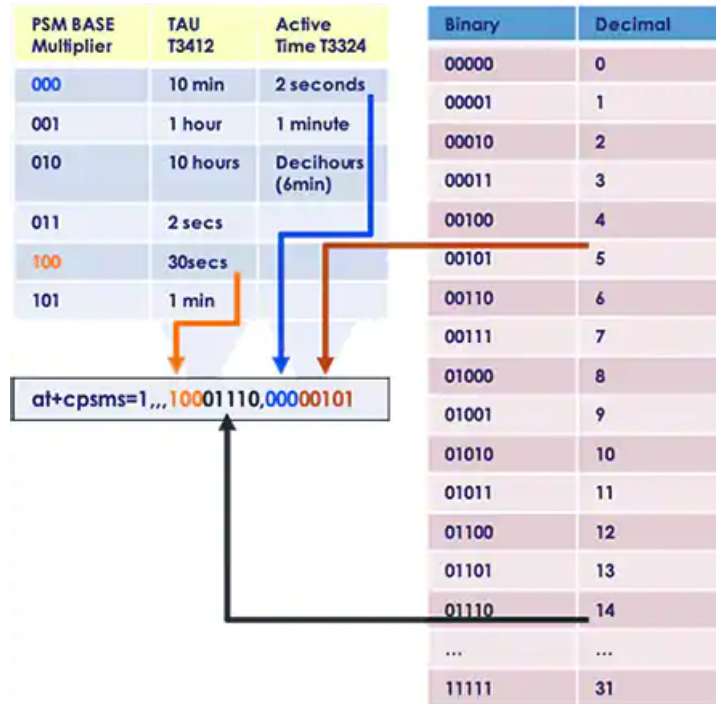 PSM BASE Multiplier TAU T3412 Active Time T3324
000 10 min 2 seconds
001 1 hour 1 minute
010 10 hours Decihours (6min)
011 2 secs
100 30secs
101 1 min
at+cpsms=1,,,10001110,00000101
Binary Decimal
00000 0
00001 1
00010 2
00011 3
00100 4
00101 5
00110 6
00111 7
01000 8
01001 9
01010 10
01011 11
01100 12
01101 13
01110 14
... ...
11111 31